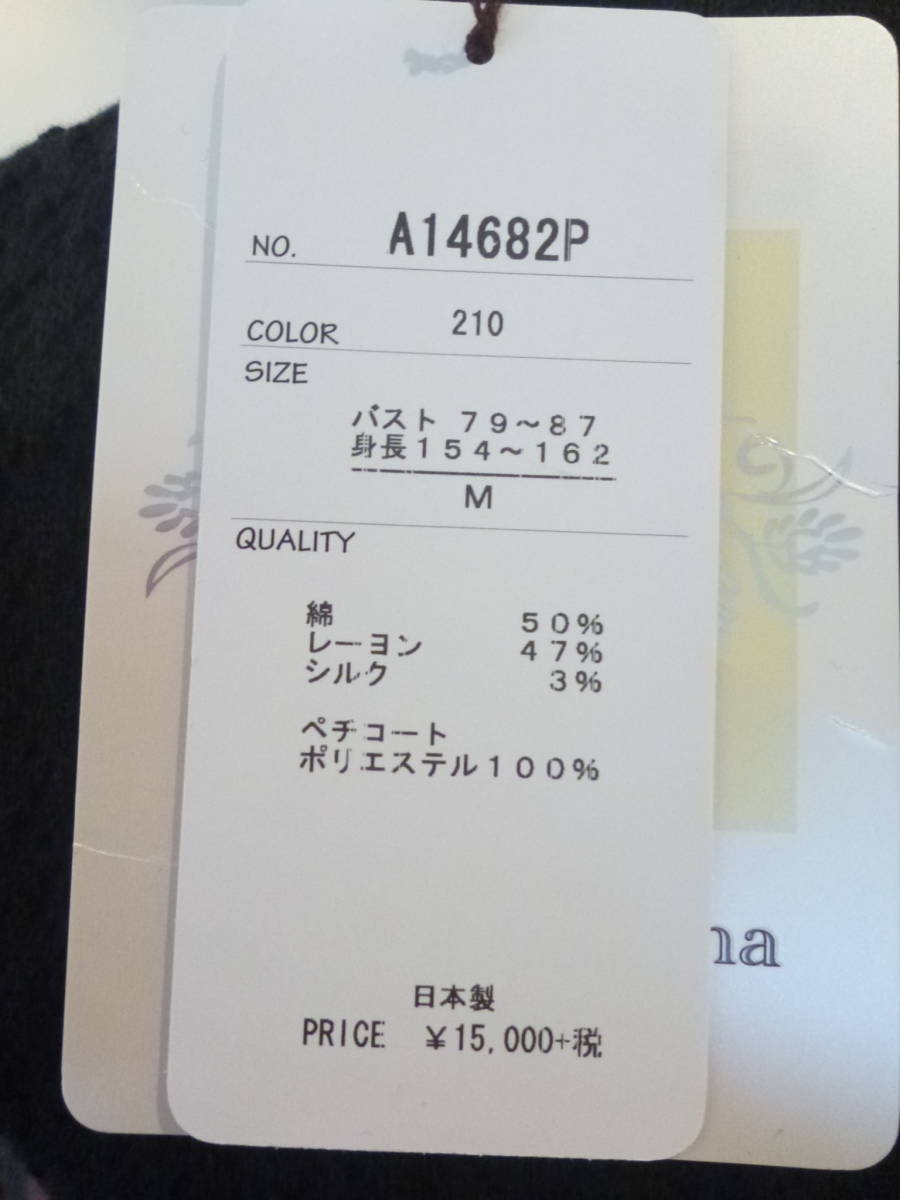 NO. A14682P
COLOR 210
SIZE
バスト 79~87
身長154~162
M
QUALITY
綿 50%
レーヨン 47%
シルク 3%
ペチコート
ポリエステル100%
日本製
PRICE ¥15,000+税
na